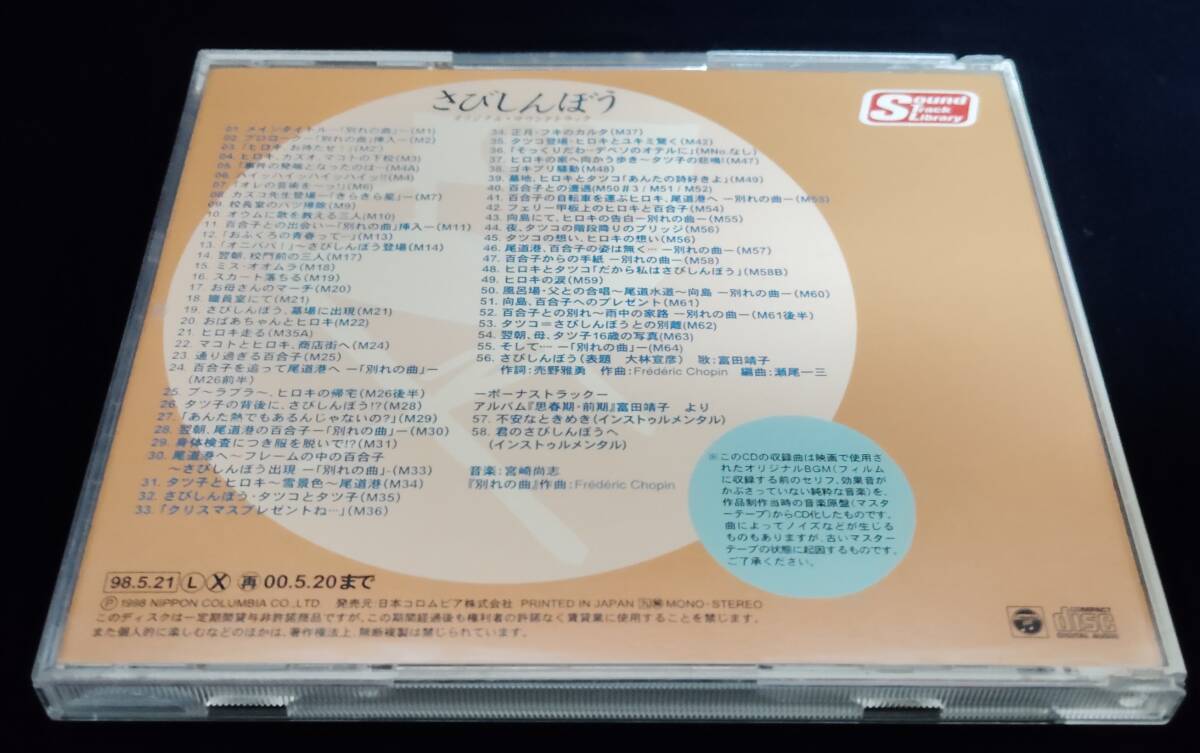 さびしんぼう
オリジナル・サウンドトラック
Sound Track Library
01. メインタイトル―「別れの曲」―(M1)
02. プロローグ―「別れの曲」挿入―(M2)
03. 「ヒロキ、お待たせ！」(M2')
04. ヒロキ、カズオ、マコトの下校(M3)
05. 「事件の発端となったのは…」(M4A)
06. ハイッハイッハイッハイッ!!(M4)
07. 「オレの芸術を〜っ!」(M6)
08. カズコ先生登場―「きらきら星」―(M7)
09. 校長室のパンツ掃除(M9)
10. オウムに歌を教える三人(M10)
11. 百合子との出会い―「別れの曲」挿入―(M11)
12. 「おふくろの青春って…」(M13)
13. 「オニババ！」〜さびしんぼう登場(M14)
14. 翌朝、校門前の三人(M17)
15. ミス・オオムラ(M18)
16. スカート落ちる(M19)
17. お母さんのマーチ(M20)
18. 職員室にて(M21)
19. さびしんぼう、墓場に出現(M21)
20. おばあちゃんとヒロキ(M22)
21. ヒロキ走る(M35A)
22. マコトとヒロキ、商店街へ(M24)
23. 通り過ぎる百合子(M25)
24. 百合子を追って尾道港へ ―「別れの曲」―
(M26前半)
25. ブ〜ラブラ〜、ヒロキの帰宅(M26後半)
26. タツ子の背後に、さびしんぼう!?(M28)
27. 「あんた熱でもあるんじゃないの?」(M29)
28. 翌朝、尾道港の百合子―「別れの曲」―(M30)
29. 身体検査につき服を脱いで!?(M31)
30. 尾道港へ〜フレームの中の百合子
〜さびしんぼう出現 ―「別れの曲」-(M33)
31. タツ子とヒロキ〜雪景色〜尾道港(M34)
32. さびしんぼう・タツコとタツ子(M35)
33. 「クリスマスプレゼントね…」(M36)
34. 正月・フキのカルタ(M37)
35. タツコ登場・ヒロキとユキミ驚く(M42)
36. 「そっくりだわ―デベソのオテルに」(MNo.なし)
37. ヒロキの家へ向かう歩き〜タツ子の悲鳴!(M47)
38. ゴキブリ騒動(M48)
39. 墓地、ヒロキとタツコ「あんたの詩好きよ」(M49)
40. 百合子との遭遇(M50＃3 / M51 / M52)
41. 百合子の自転車を運ぶヒロキ、尾道港へ ―別れの曲―(M53)
42. フェリー甲板上のヒロキと百合子(M54)
43. 向島にて、ヒロキの告白―別れの曲―(M55)
44. 夜、タツコの階段降りのブリッジ(M56)
45. タツコの想い、ヒロキの想い(M56)
46. 尾道港、百合子の姿は無く… ―別れの曲―(M57)
47. 百合子からの手紙 ―別れの曲―(M58)
48. ヒロキとタツコ「だから私はさびしんぼう」(M58B)
49. ヒロキの涙(M59)
50. 風呂場・父との合唱〜尾道水道〜向島 ―別れの曲―(M60)
51. 向島、百合子へのプレゼント(M61)
52. 百合子との別れ〜雨中の家路 ―別れの曲―(M61後半)
53. タツコ＝さびしんぼうとの別離(M62)
54. 翌朝、母、タツ子16歳の写真(M63)
55. そして… ―「別れの曲」―(M64)
56. さびしんぼう(表題 大林宣彦) 歌:富田靖子
作詞:売野雅勇 作曲:Frédéric Chopin 編曲:瀬尾一三
―ボーナストラック―
アルバム『思春期・前期』富田靖子 より
57. 不安なときめき(インストゥルメンタル)
58. 君のさびしんぼうへ
(インストゥルメンタル)
音楽:宮崎尚志
『別れの曲』作曲:Frédéric Chopin
※このCDの収録曲は映画で使用さ
れたオリジナルBGM(フィルム
に収録する前のセリフ、効果音が
かぶさっていない純粋な音楽)を、
作品制作当時の音楽原盤(マスタ
ーテープ)からCD化したものです。
曲によってノイズなどが生じる
ものもありますが、古いマスター
テープの状態に起因するものです。
ご了承ください。
98.5.21 L X 再 00.5.20まで
Ⓟ1998 NIPPON COLUMBIA CO., LTD 発売元:日本コロムビア株式会社 PRINTED IN JAPAN MONO-STEREO
このディスクは一定期間貸与非許諾商品ですが、この期間経過後も権利者の許諾なく賃貸業に使用することを禁じます。
また個人的に楽しむなどのほかは、著作権法上、無断複製は禁じられています。
COMPACT disc DIGITAL AUDIO